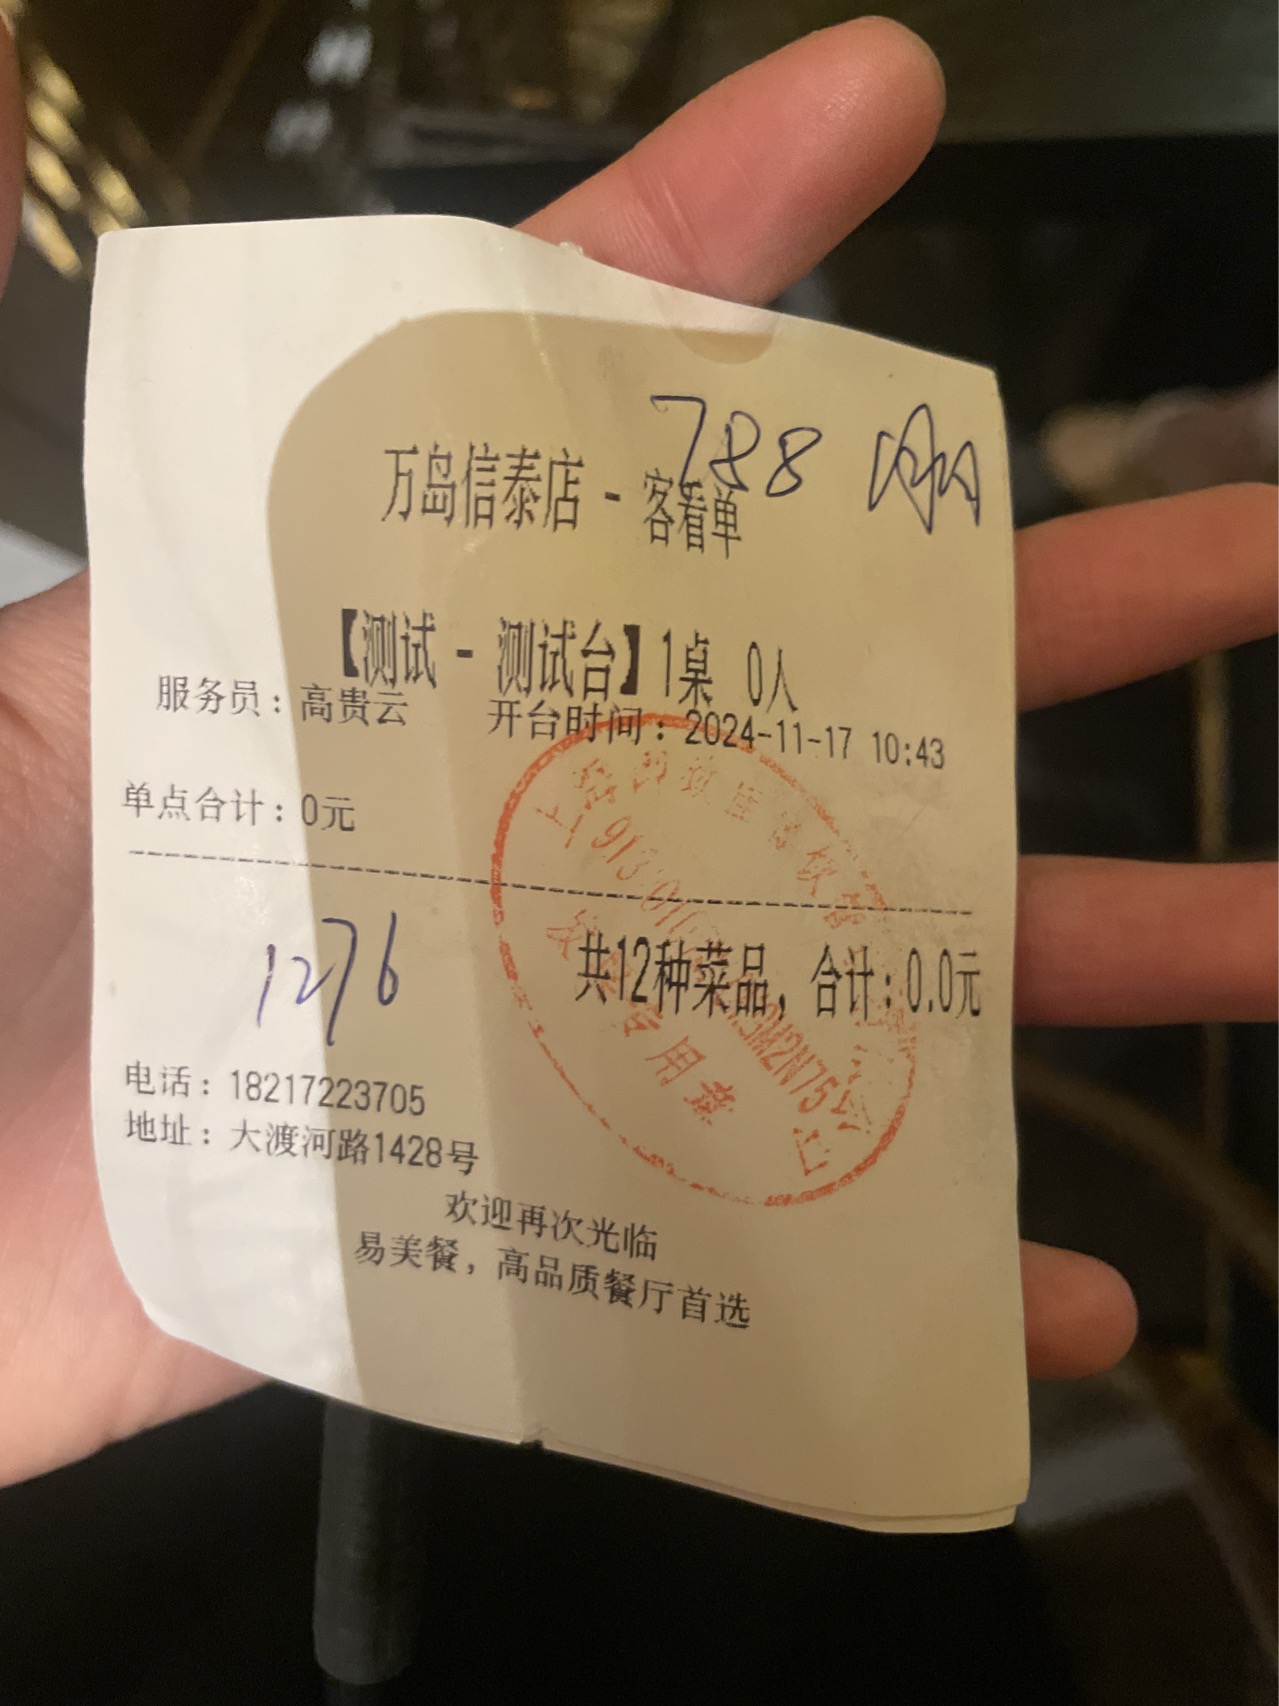 788
万岛信泰店 - 客看单
【测试 - 测试台】1桌 0人
服务员：高贵云 开台时间：2024-11-17 10:43
单点合计：0元
共12种菜品，合计：0.0元
1276
电话：18217223705
地址：大渡河路1428号
欢迎再次光临
易美餐，高品质餐厅首选